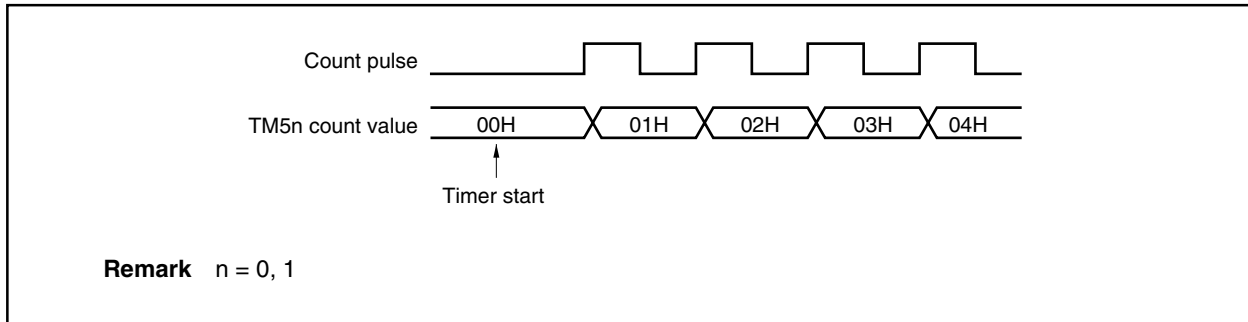 Count pulse
TM5n count value 00H 01H 02H 03H 04H
Timer start
Remark n = 0, 1